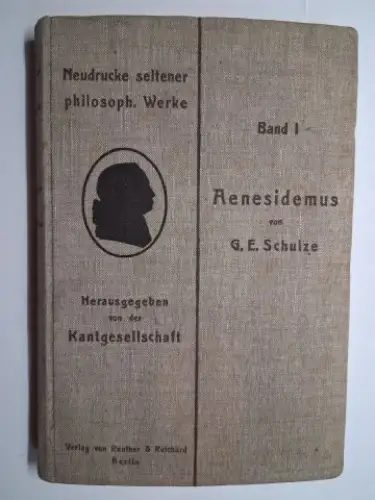 Neudrucke seltener
philosoph. Werke
Herausgegeben
von der
Kantgesellschaft
Verlag von Reuther & Reichard
Berlin
Band I
Aenesidemus
von
G. E. Schulze